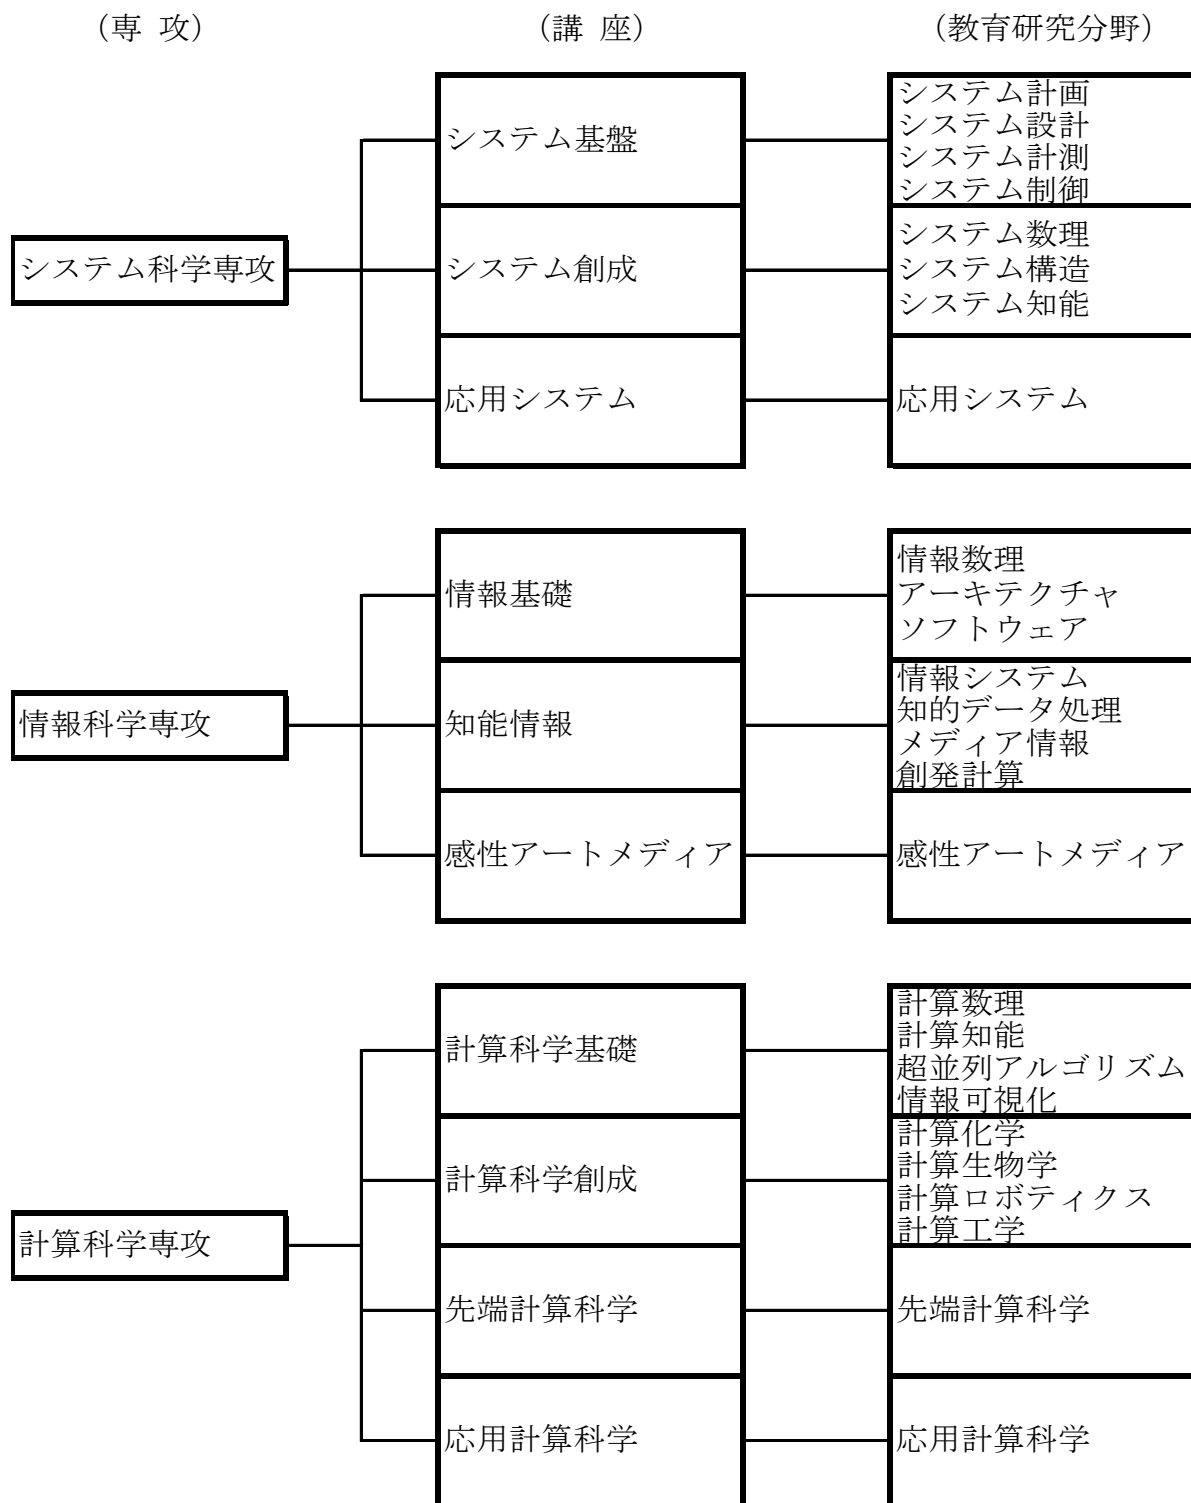 （専 攻） （講 座） （教育研究分野）
システム科学専攻
システム基盤
システム計画
システム設計
システム計測
システム制御
システム創成
システム数理
システム構造
システム知能
応用システム
応用システム
情報科学専攻
情報基礎
情報数理
アーキテクチャ
ソフトウェア
知能情報
情報システム
知的データ処理
メディア情報
創発計算
感性アートメディア
感性アートメディア
計算科学専攻
計算科学基礎
計算数理
計算知能
超並列アルゴリズム
情報可視化
計算科学創成
計算化学
計算生物学
計算ロボティクス
計算工学
先端計算科学
先端計算科学
応用計算科学
応用計算科学